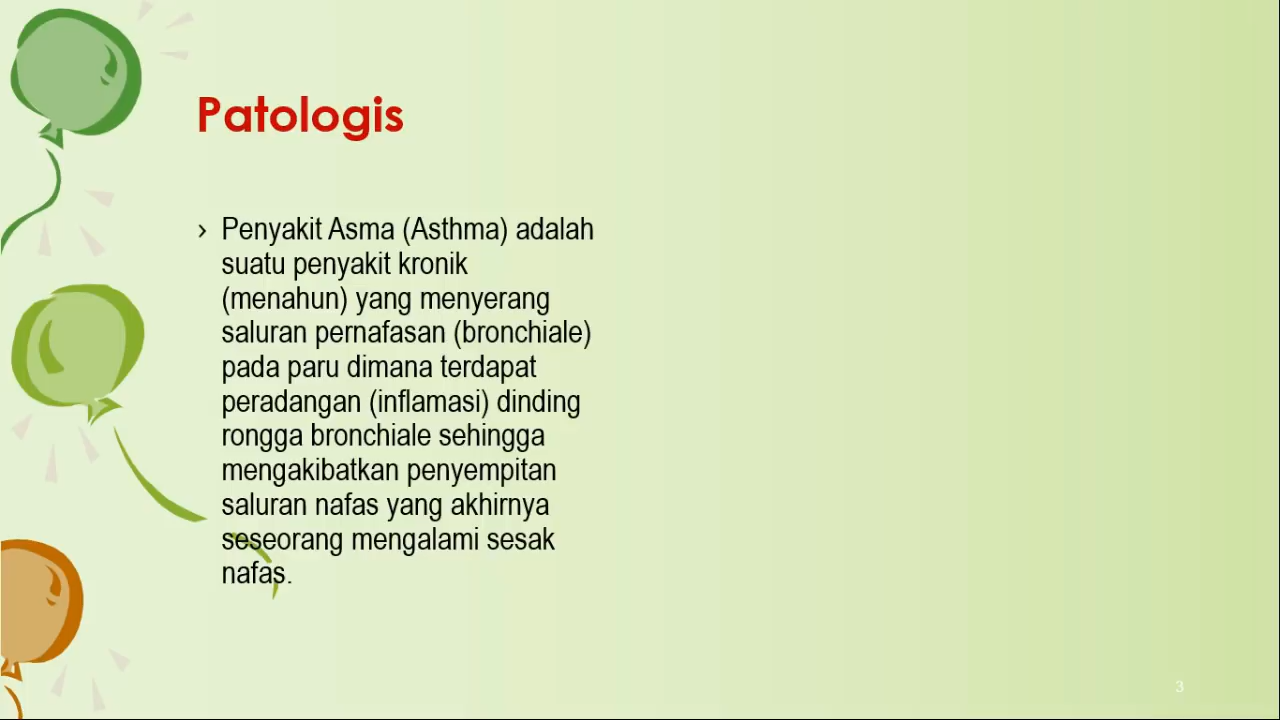 Patologis
› Penyakit Asma (Asthma) adalah
suatu penyakit kronik
(menahun) yang menyerang
saluran pernafasan (bronchiale)
pada paru dimana terdapat
peradangan (inflamasi) dinding
rongga bronchiale sehingga
mengakibatkan penyempitan
saluran nafas yang akhirnya
seseorang mengalami sesak
nafas.
3